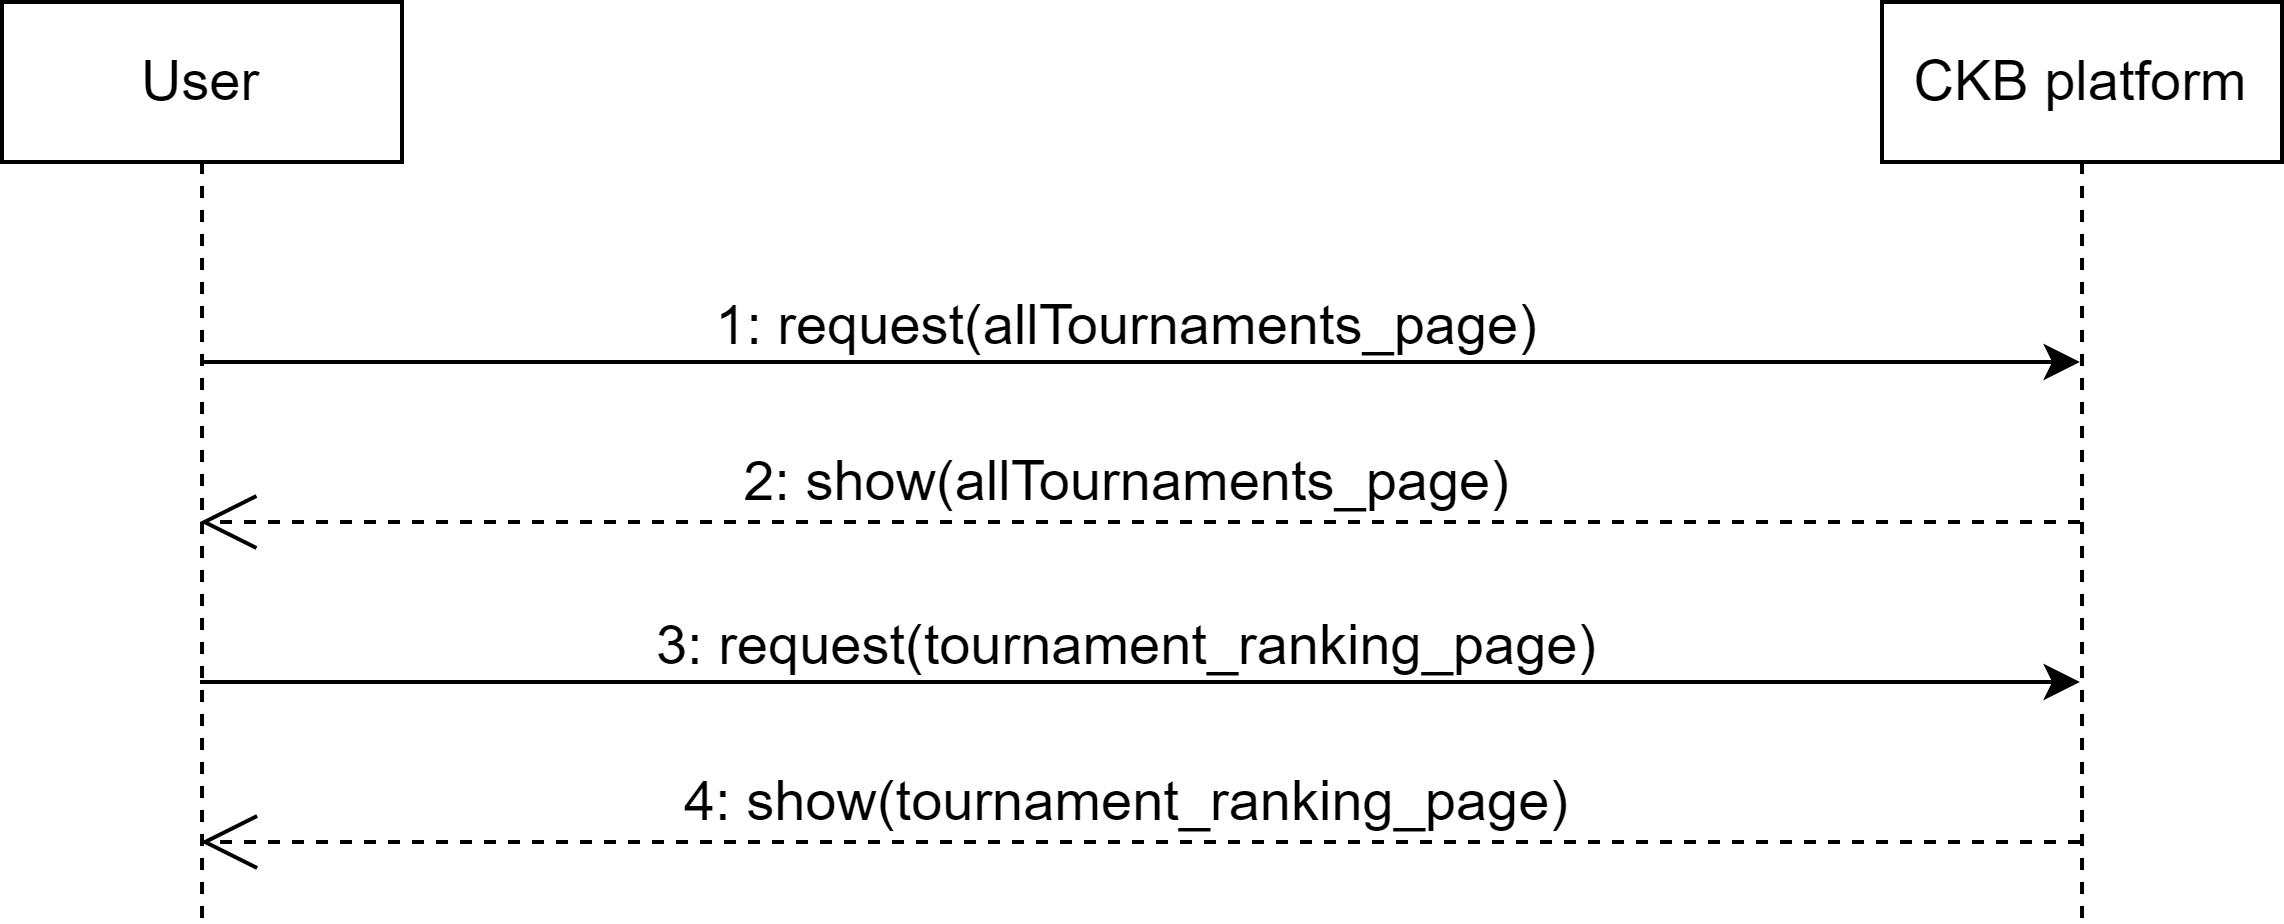 User
CKB platform
1: request(allTournaments_page)
2: show(allTournaments_page)
3: request(tournament_ranking_page)
4: show(tournament_ranking_page)